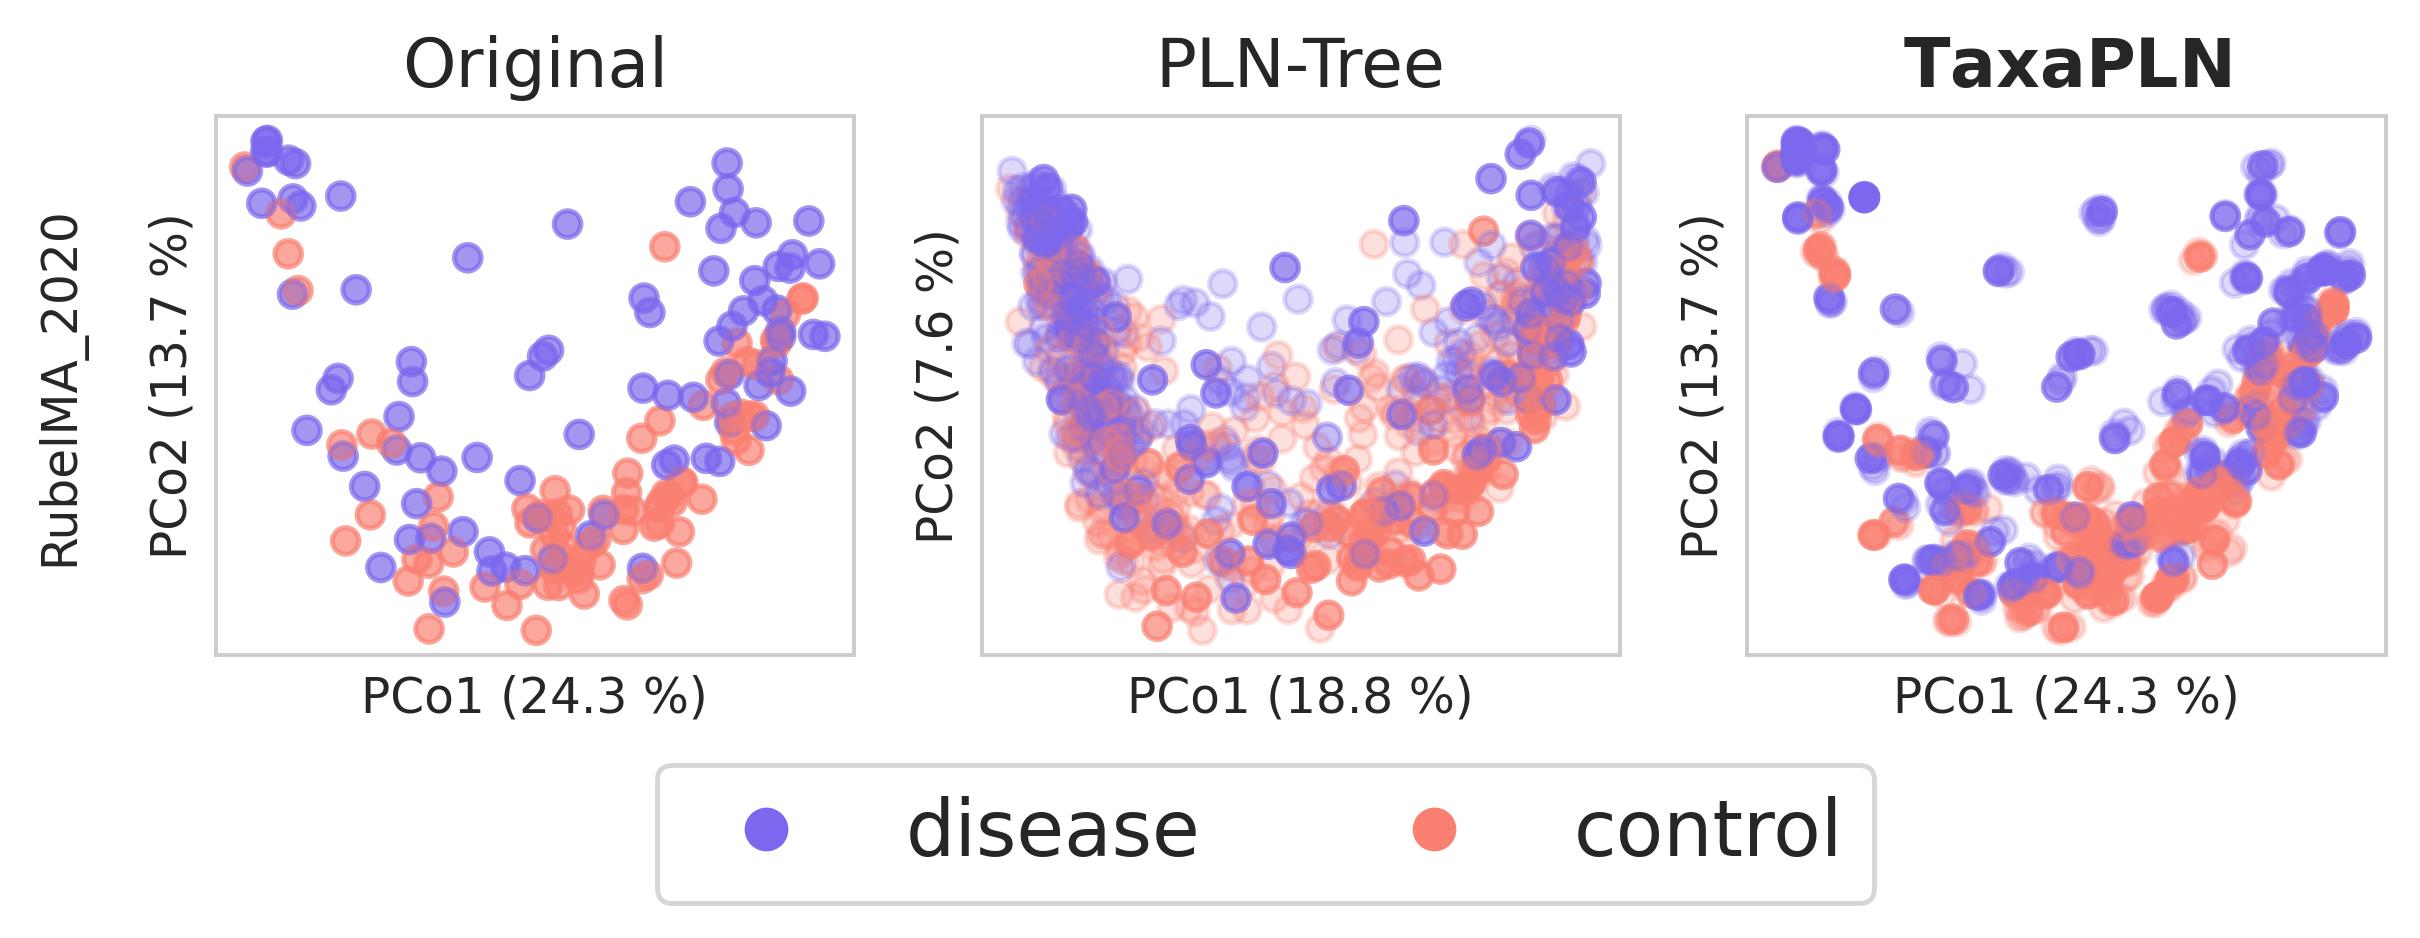 Original
PLN-Tree
TaxaPLN
RubelMA_2020
PCo2 (13.7 %)
PCo1 (24.3 %)
PCo2 (7.6 %)
PCo1 (18.8 %)
PCo2 (13.7 %)
PCo1 (24.3 %)
disease
control